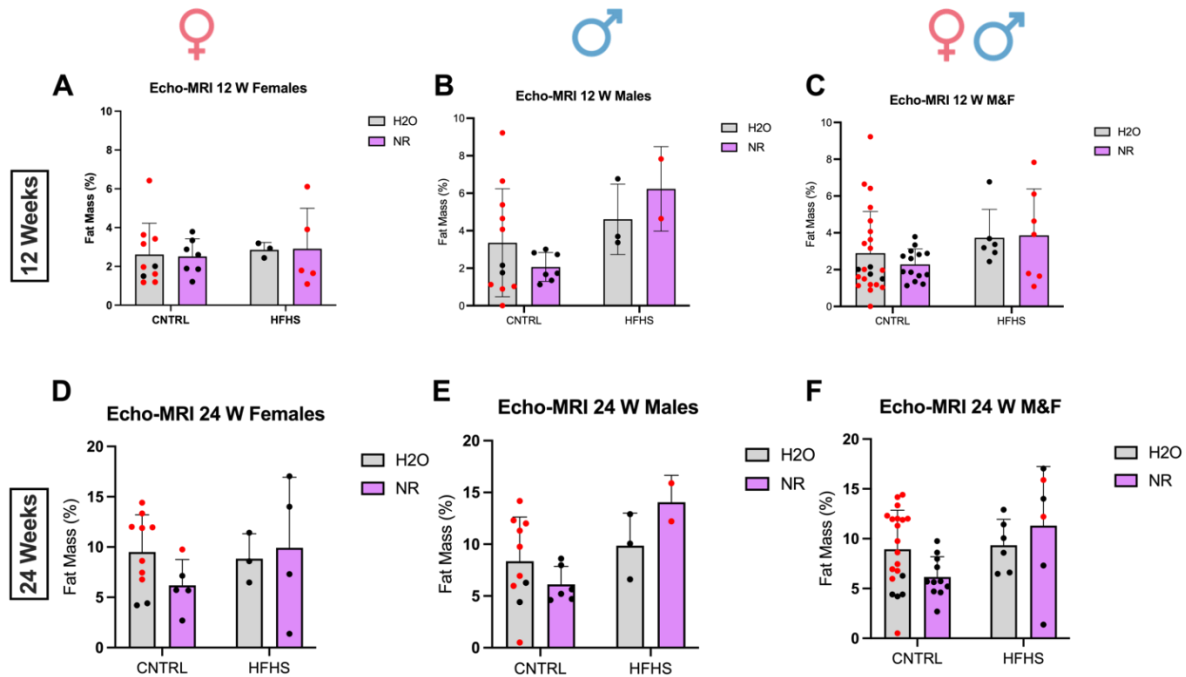 A
Echo-MRI 12 W Females
H2O
NR
Fat Mass (%)
10
8
6
4
2
0
CNTRL
HFHS
B
Echo-MRI 12 W Males
H2O
NR
Fat Mass (%)
10
8
6
4
2
0
CNTRL
HFHS
C
Echo-MRI 12 W M&F
H2O
NR
Fat Mass (%)
10
8
6
4
2
0
CNTRL
HFHS
12 Weeks
D
Echo-MRI 24 W Females
H2O
NR
Fat Mass (%)
20
15
10
5
0
CNTRL
HFHS
E
Echo-MRI 24 W Males
H2O
NR
Fat Mass (%)
20
15
10
5
0
CNTRL
HFHS
F
Echo-MRI 24 W M&F
H2O
NR
Fat Mass (%)
20
15
10
5
0
CNTRL
HFHS
24 Weeks